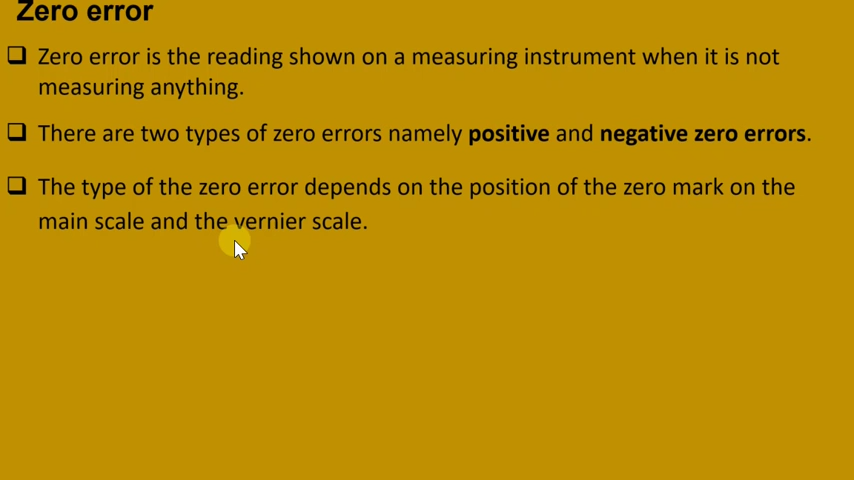 Zero error
❑ Zero error is the reading shown on a measuring instrument when it is not
measuring anything.
❑ There are two types of zero errors namely positive and negative zero errors.
❑ The type of the zero error depends on the position of the zero mark on the
main scale and the vernier scale.